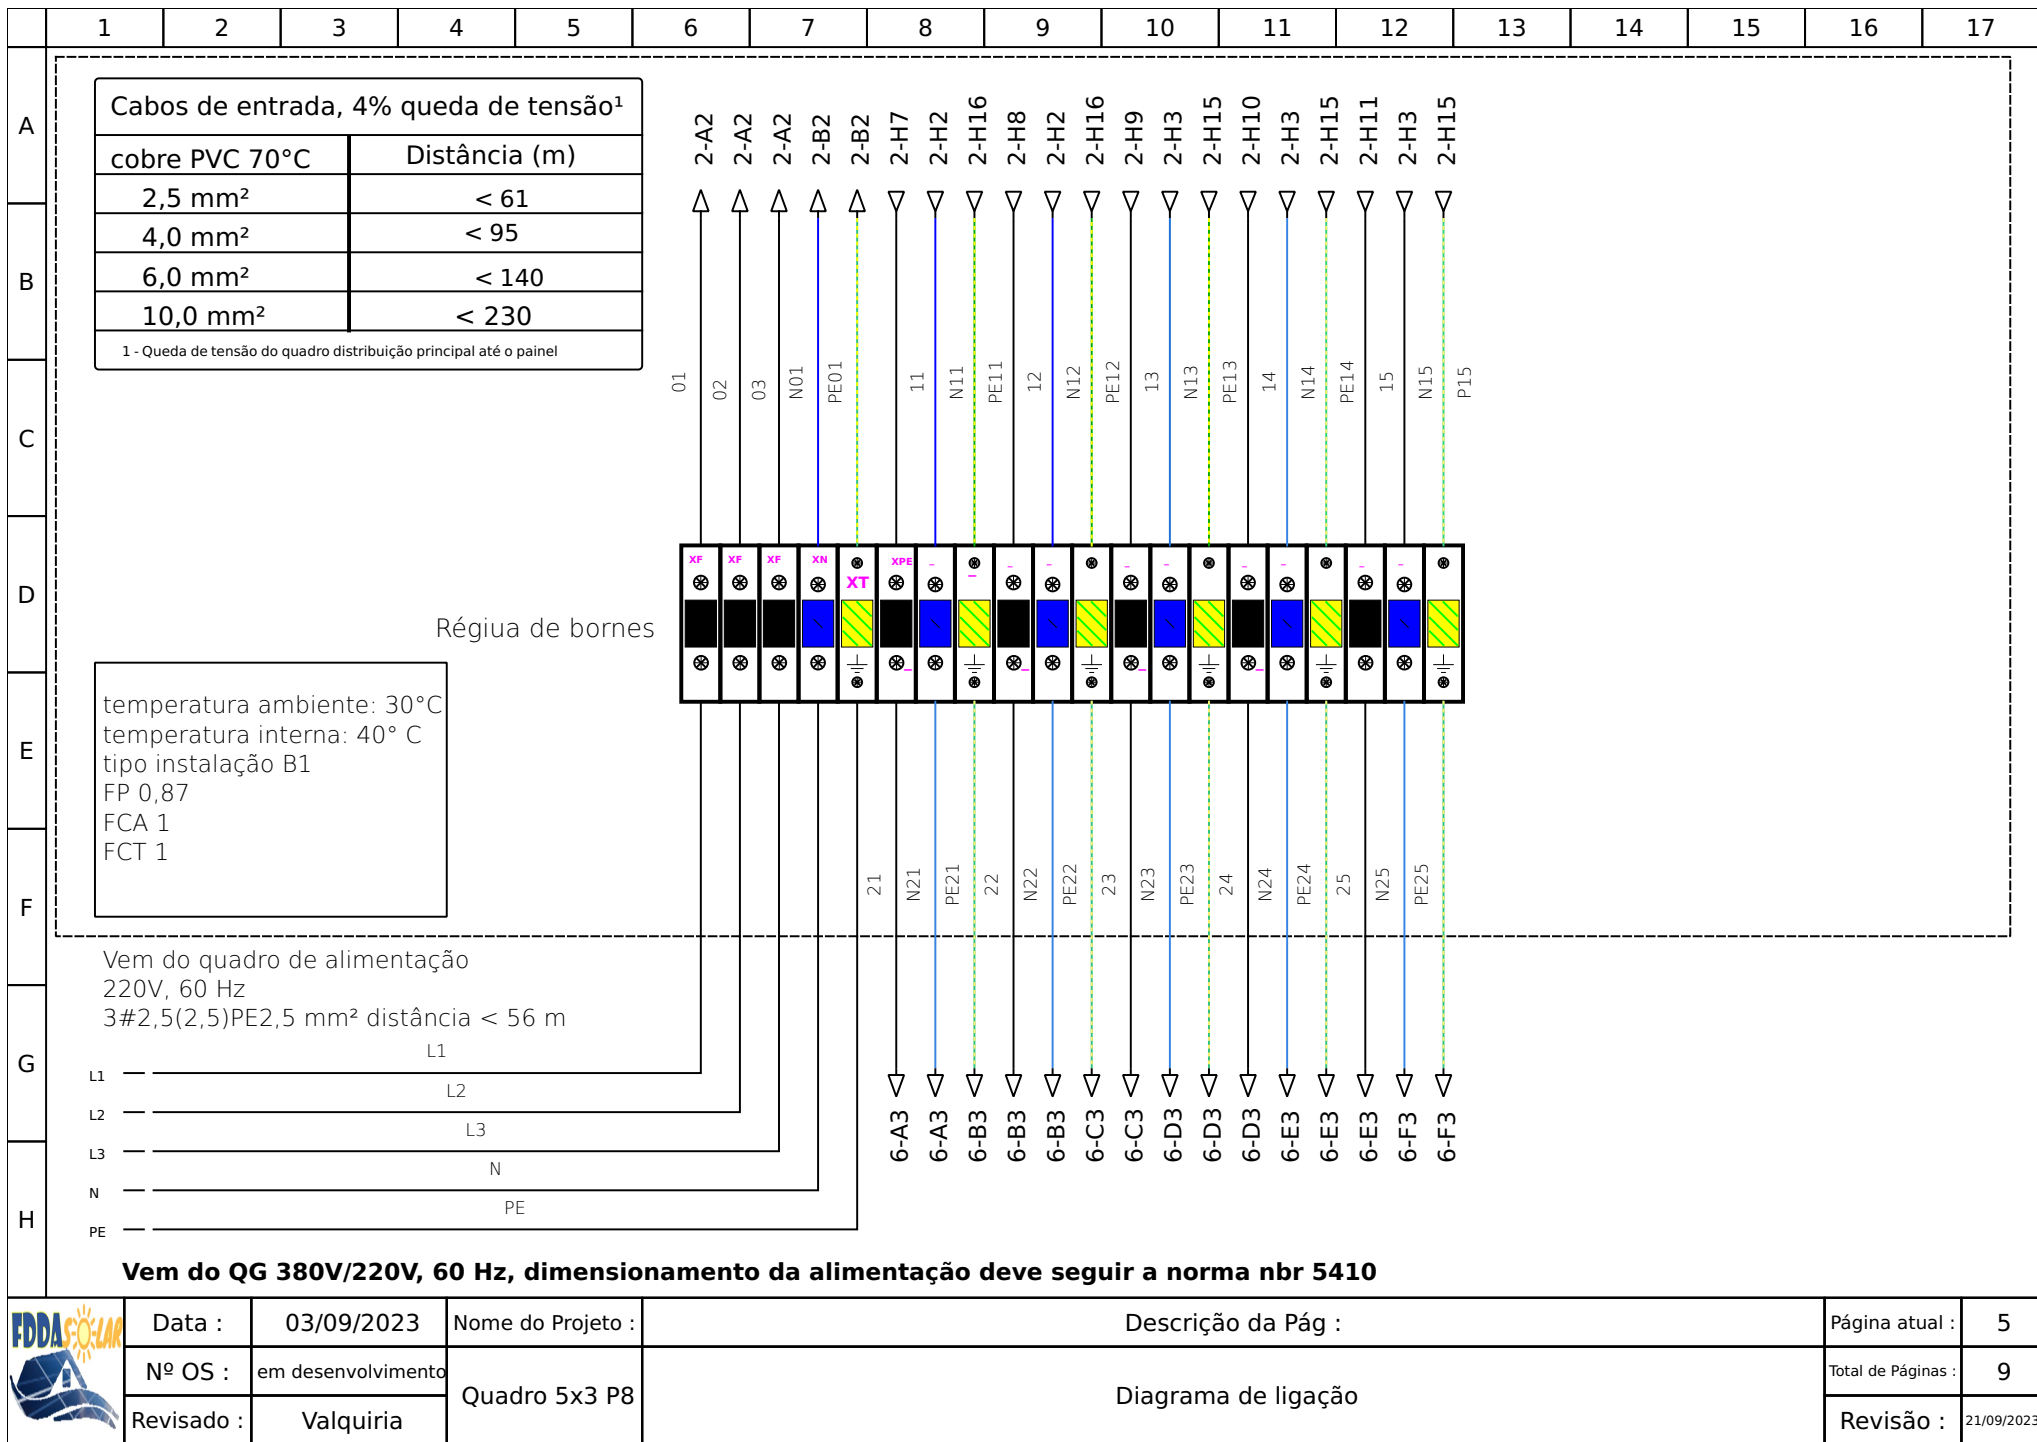 1 2 3 4 5 6 7 8 9 10 11 12 13 14 15 16 17
A
B
C
D
E
F
G
H
Cabos de entrada, 4% queda de tensão¹
cobre PVC 70°C Distância (m)
2,5 mm² < 61
4,0 mm² < 95
6,0 mm² < 140
10,0 mm² < 230
1 - Queda de tensão do quadro distribuição principal até o painel
2-A2 2-A2 2-A2 2-B2 2-B2 2-H7 2-H2 2-H16 2-H8 2-H2 2-H16 2-H9 2-H3 2-H15 2-H10 2-H3 2-H15 2-H11 2-H3 2-H15
01 02 03 N01 PE01 11 N11 PE11 12 N12 PE12 13 N13 PE13 14 N14 PE14 15 N15 P15
XF XF XF XN XT XPE
Régiua de bornes
temperatura ambiente: 30°C
temperatura interna: 40° C
tipo instalação B1
FP 0,87
FCA 1
FCT 1
21 N21 PE21 22 N22 PE22 23 N23 PE23 24 N24 PE24 25 N25 PE25
Vem do quadro de alimentação
220V, 60 Hz
3#2,5(2,5)PE2,5 mm² distância < 56 m
L1 L1
L2 L2
L3 L3
N N
PE PE
6-A3 6-A3 6-B3 6-B3 6-B3 6-C3 6-C3 6-D3 6-D3 6-D3 6-E3 6-E3 6-E3 6-F3 6-F3
Vem do QG 380V/220V, 60 Hz, dimensionamento da alimentação deve seguir a norma nbr 5410
FDDA SOLAR
Data : 03/09/2023 Nome do Projeto : Descrição da Pág : Página atual : 5
Nº OS : em desenvolvimento Quadro 5x3 P8 Diagrama de ligação Total de Páginas : 9
Revisado : Valquiria Revisão : 21/09/2023